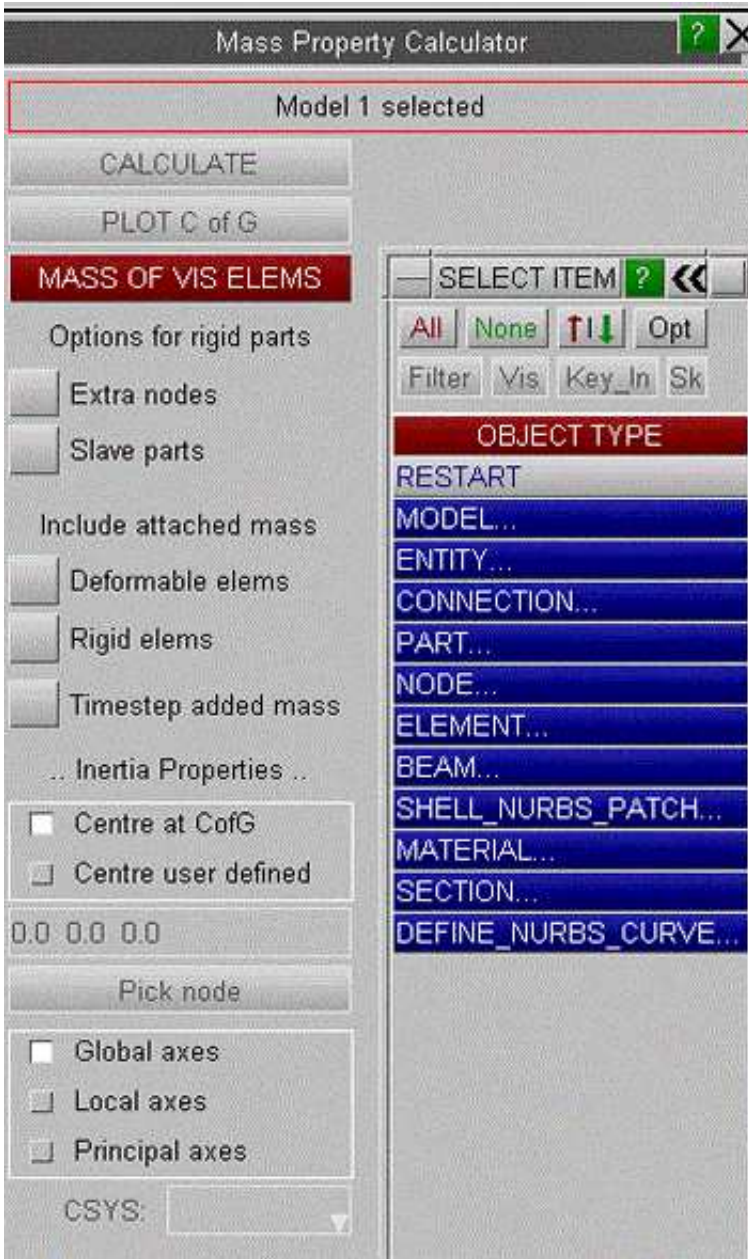 Mass Property Calculator ? X
Model 1 selected
CALCULATE
PLOT C of G
MASS OF VIS ELEMS
Options for rigid parts
Extra nodes
Slave parts
Include attached mass
Deformable elems
Rigid elems
Timestep added mass
.. Inertia Properties ..
Centre at CofG
Centre user defined
0.0 0.0 0.0
Pick node
Global axes
Local axes
Principal axes
CSYS:
SELECT ITEM ? <<
All None Opt
Filter Vis Key_In Sk
OBJECT TYPE
RESTART
MODEL...
ENTITY...
CONNECTION...
PART...
NODE...
ELEMENT...
BEAM...
SHELL_NURBS_PATCH...
MATERIAL...
SECTION...
DEFINE_NURBS_CURVE...